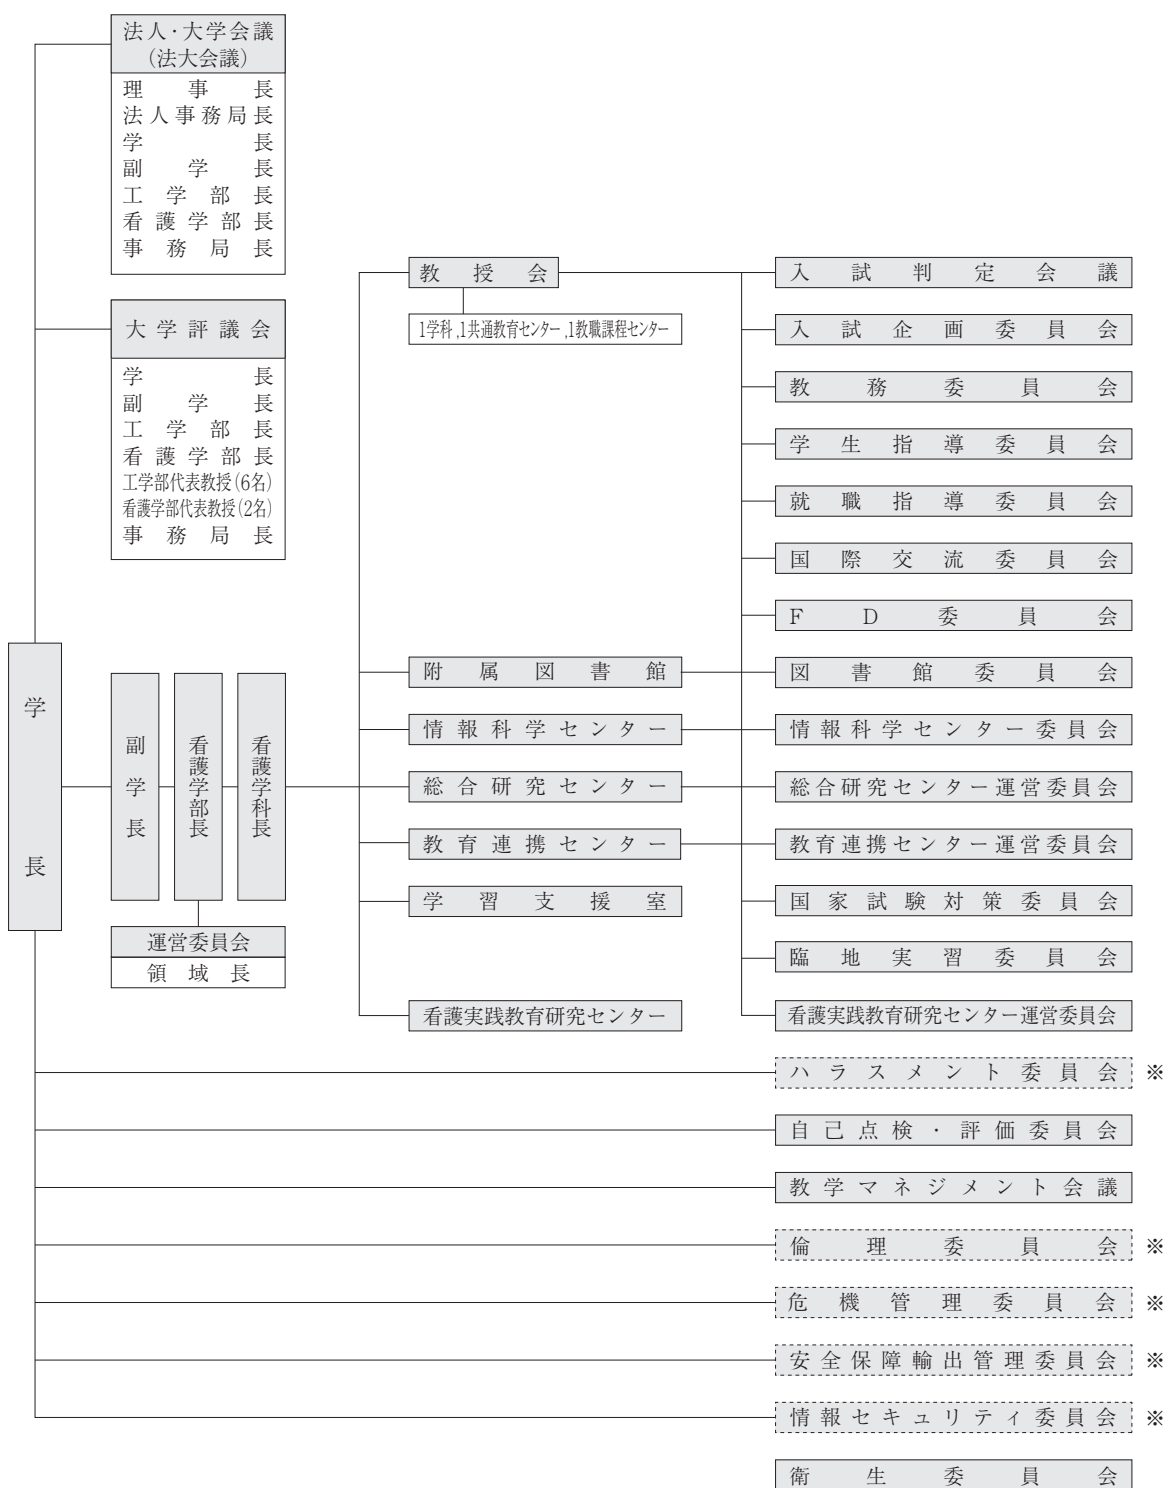 法人・大学会議
（法大会議）
理事長
法人事務局長
学長
副学長
工学部長
看護学部長
事務局長
大学評議会
学長
副学長
工学部長
看護学部長
工学部代表教授(6名)
看護学部代表教授(2名)
事務局長
学長
副学長
看護学部長
看護学科長
運営委員会
領域長
教授会
1学科,1共通教育センター,1教職課程センター
附属図書館
情報科学センター
総合研究センター
教育連携センター
学習支援室
看護実践教育研究センター
入試判定会議
入試企画委員会
教務委員会
学生指導委員会
就職指導委員会
国際交流委員会
FD委員会
図書館委員会
情報科学センター委員会
総合研究センター運営委員会
教育連携センター運営委員会
国家試験対策委員会
臨地実習委員会
看護実践教育研究センター運営委員会
ハラスメント委員会 ※
自己点検・評価委員会
教学マネジメント会議
倫理委員会 ※
危機管理委員会 ※
安全保障輸出管理委員会 ※
情報セキュリティ委員会 ※
衛生委員会